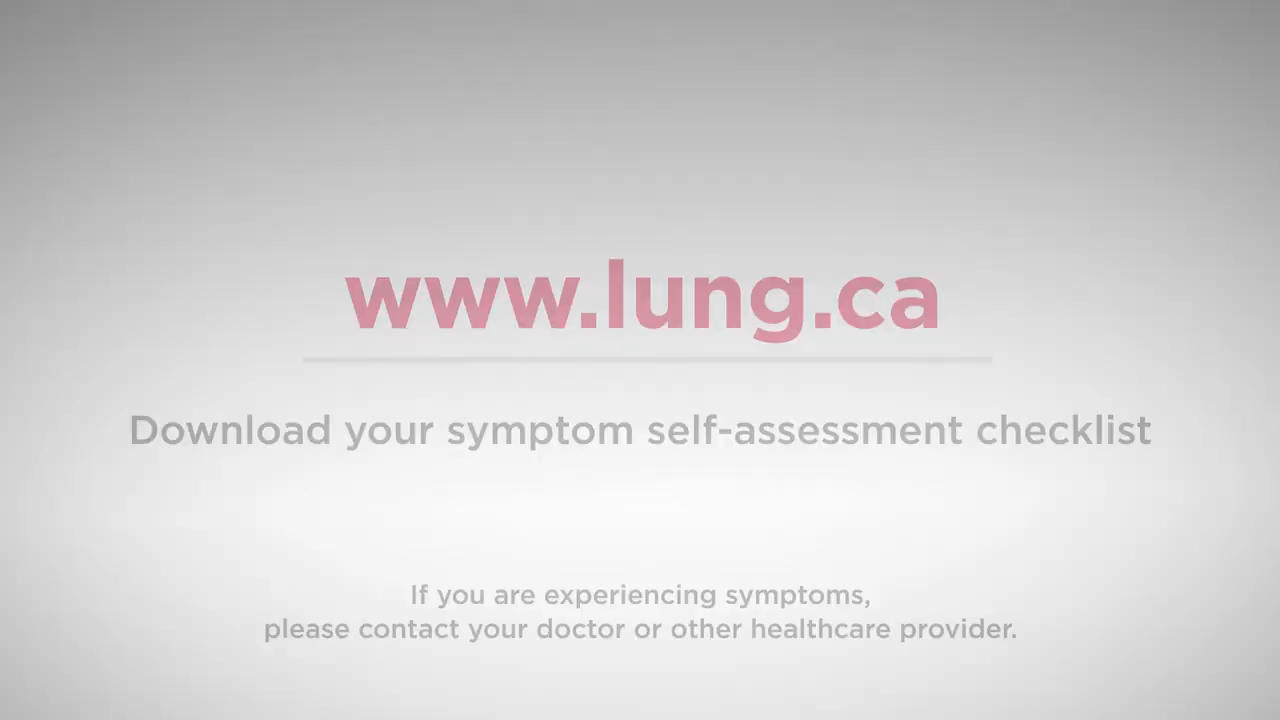 www.lung.ca
Download your symptom self-assessment checklist
If you are experiencing symptoms,
please contact your doctor or other healthcare provider.